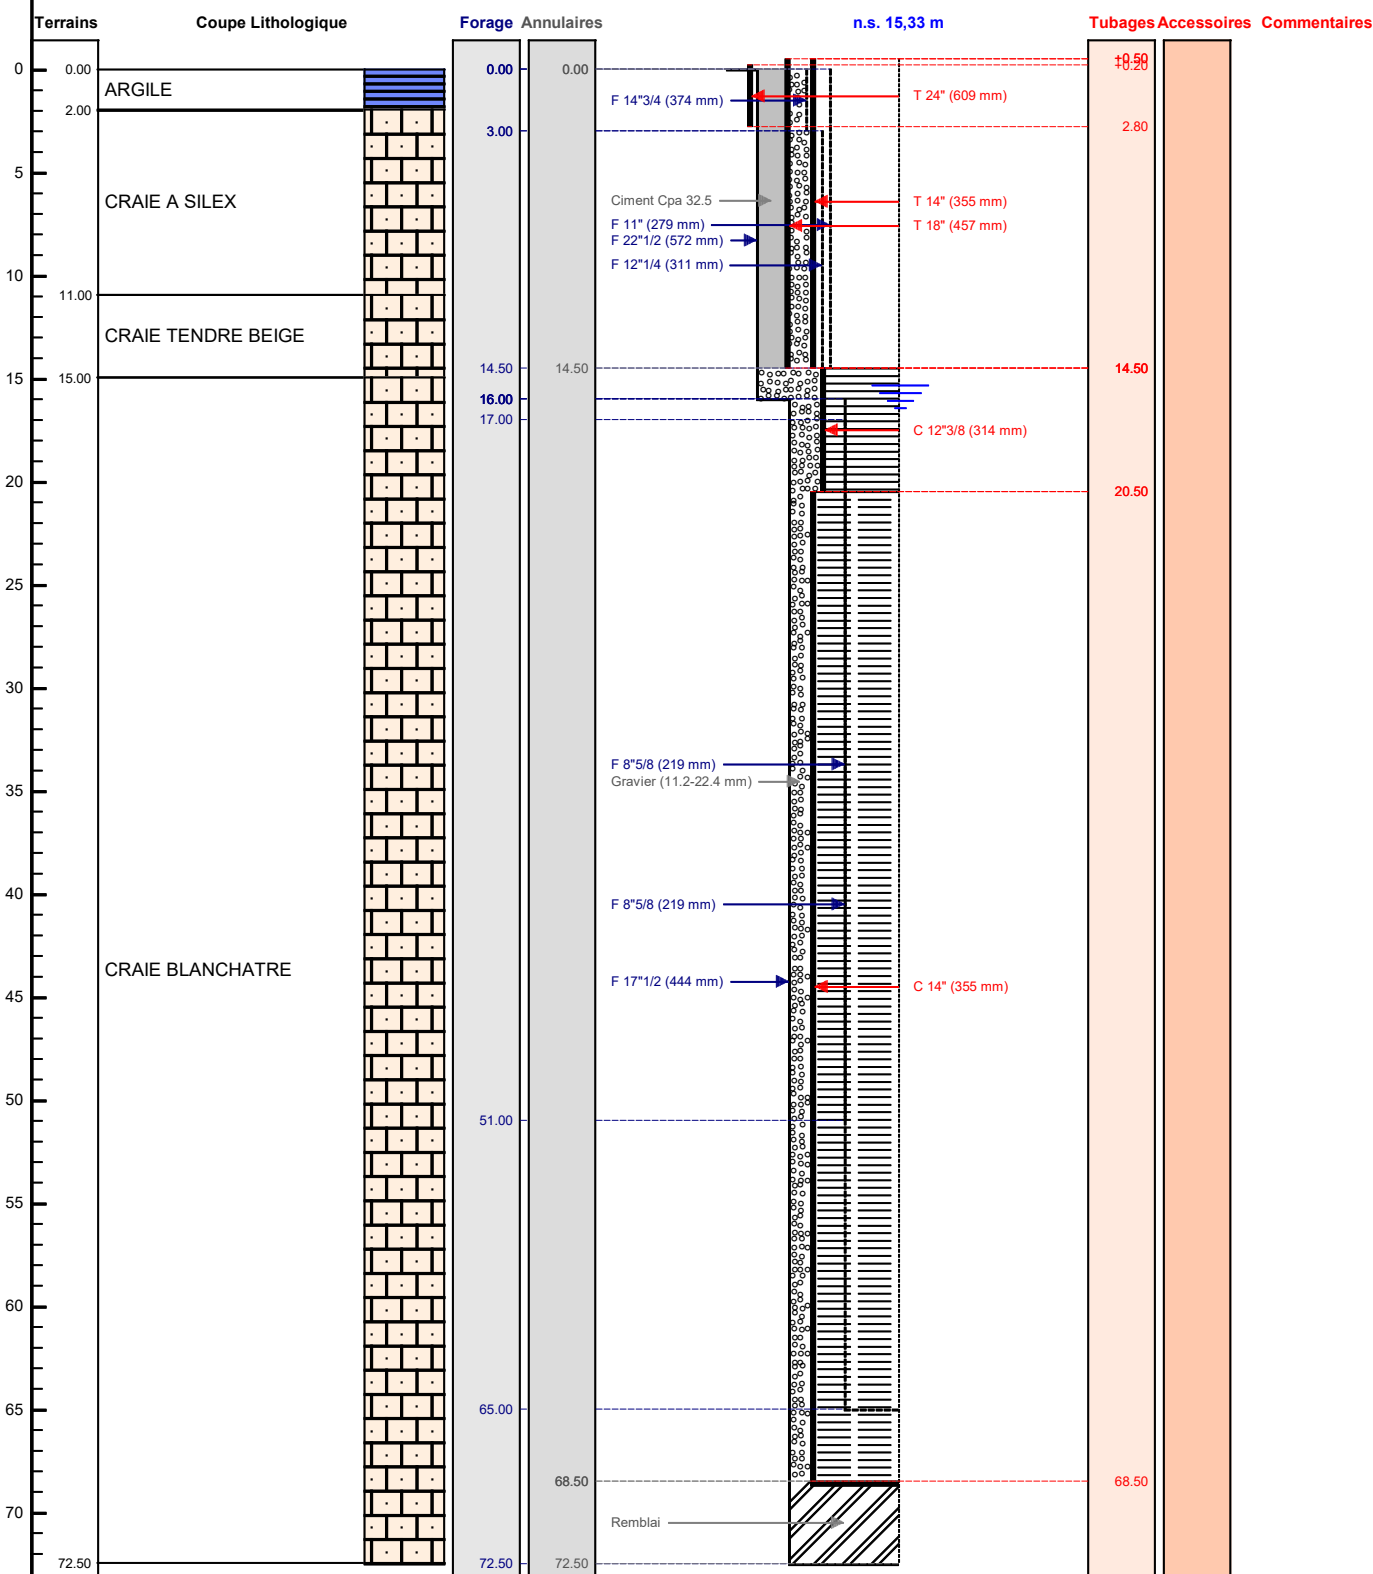 Terrains Coupe Lithologique Forage Annulaires n.s. 15,33 m Tubages Accessoires Commentaires
0 0.00 0.00 0.00 +0.50
+0.20
ARGILE
F 14"3/4 (374 mm) T 24" (609 mm)
2.00
3.00 2.80
5
CRAIE A SILEX
Ciment Cpa 32.5 T 14" (355 mm)
F 11" (279 mm) T 18" (457 mm)
F 22"1/2 (572 mm)
F 12"1/4 (311 mm)
10
11.00
CRAIE TENDRE BEIGE
14.50 14.50 14.50
15 15.00
16.00
17.00
C 12"3/8 (314 mm)
20 20.50
25
30
F 8"5/8 (219 mm)
Gravier (11.2-22.4 mm)
35
40
F 8"5/8 (219 mm)
CRAIE BLANCHATRE
F 17"1/2 (444 mm) C 14" (355 mm)
45
50
51.00
55
60
65 65.00
68.50 68.50
70
Remblai
72.50 72.50 72.50